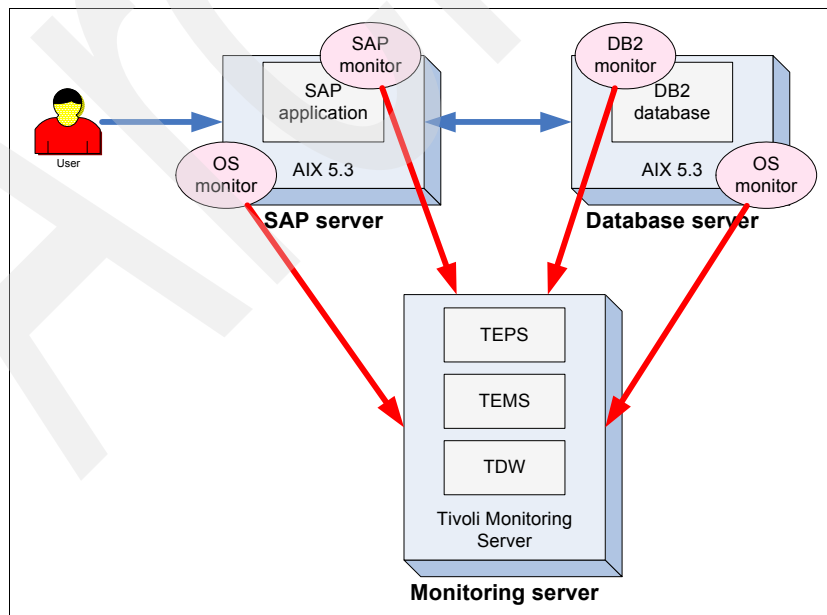 SAP
monitor
DB2
monitor
SAP
application
DB2
database
User
OS
monitor
AIX 5.3
AIX 5.3
OS
monitor
SAP server
Database server
TEPS
TEMS
TDW
Tivoli Monitoring
Server
Monitoring server